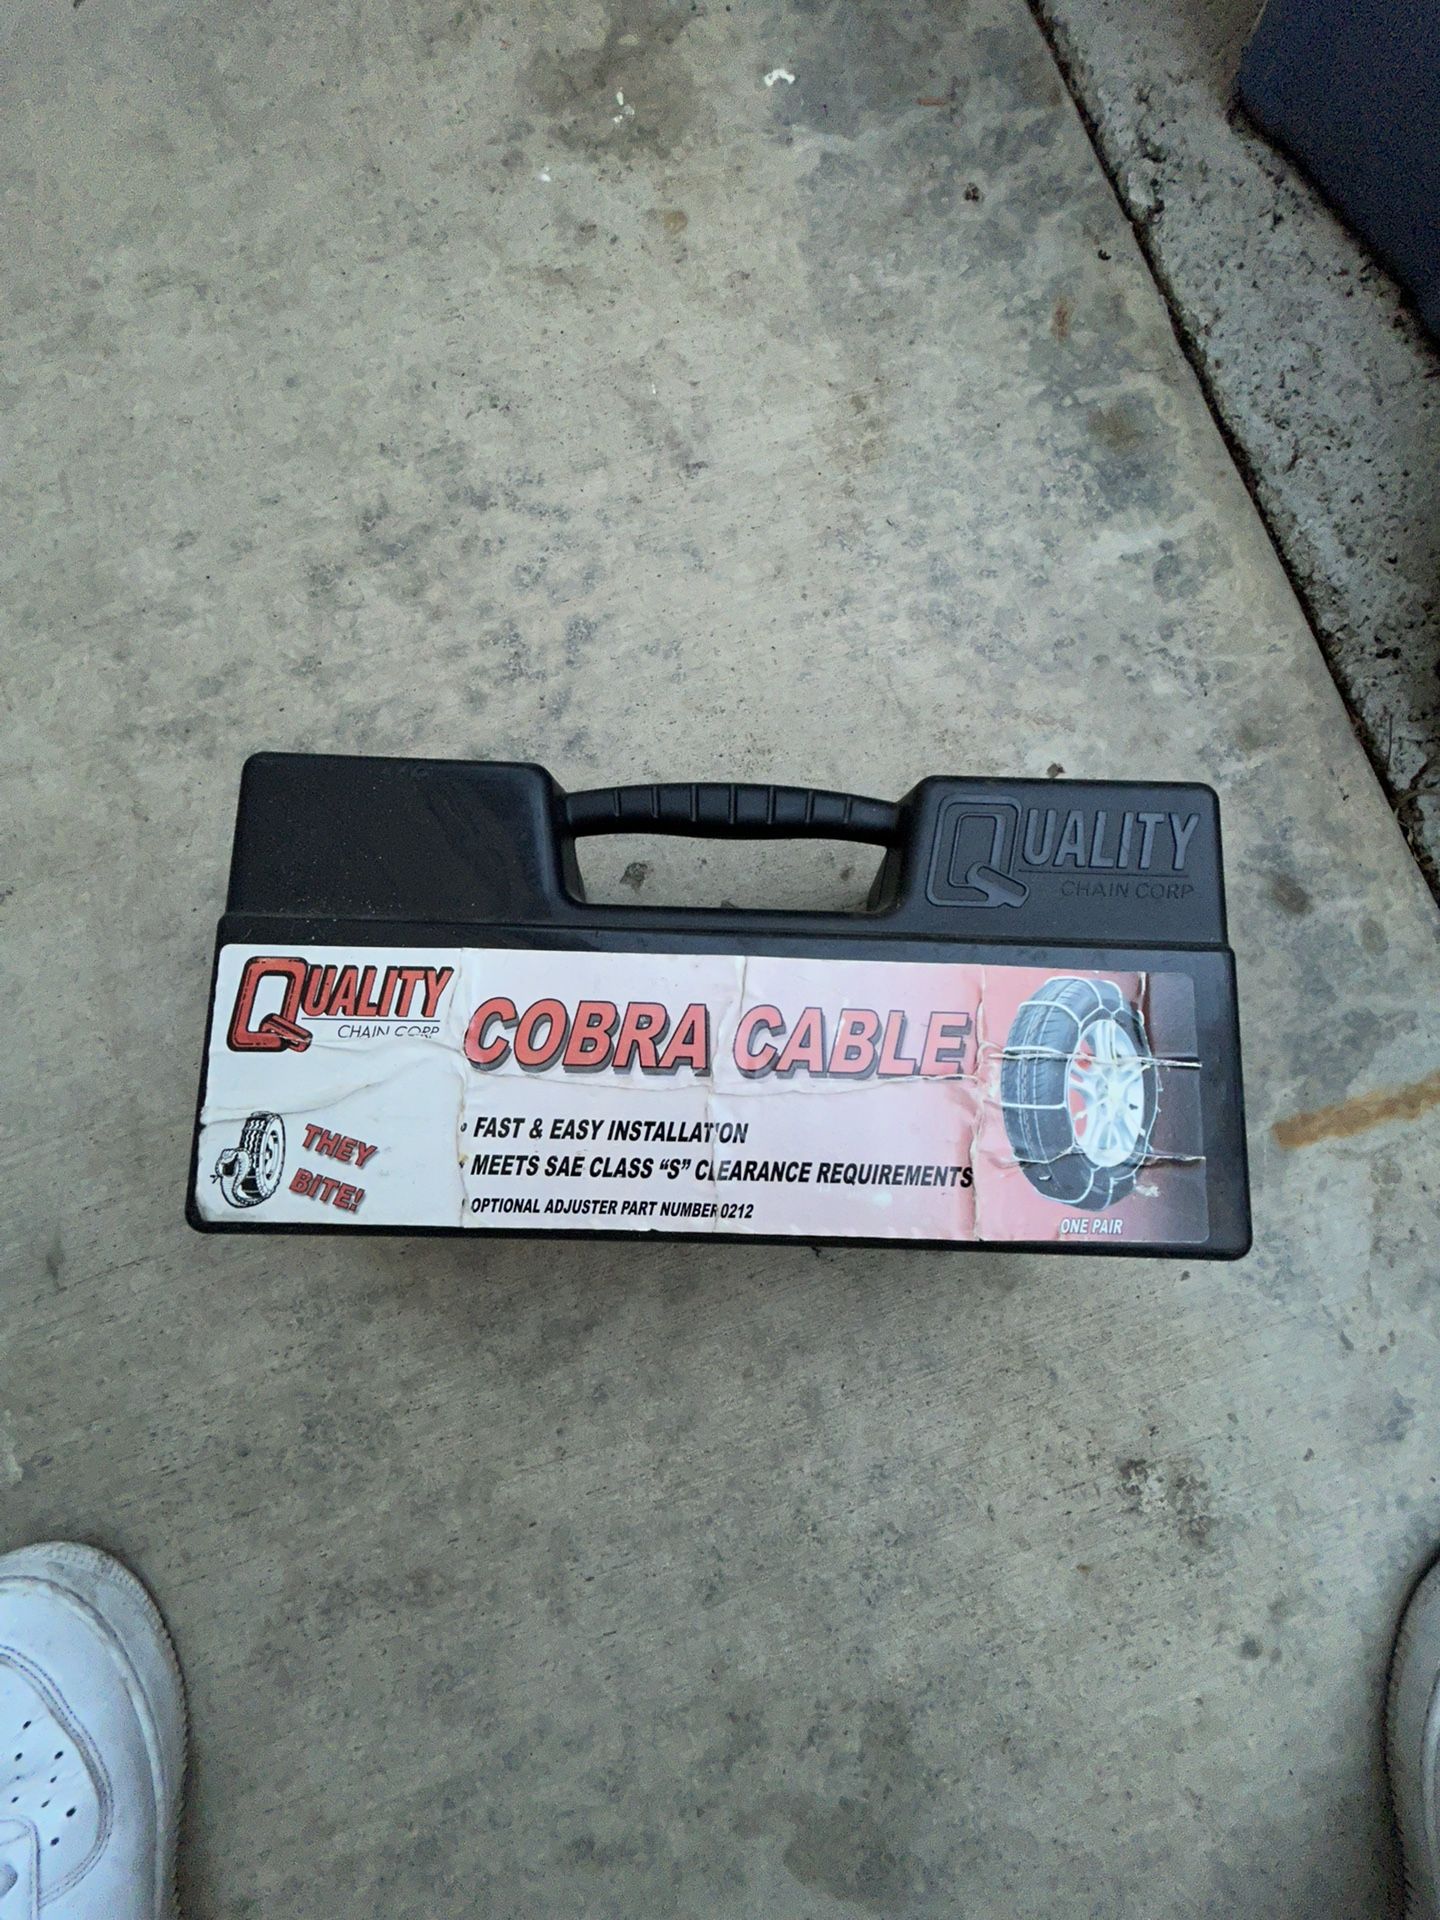 QUALITY
CHAIN CORP
QUALITY
CHAIN CORP
COBRA CABLE
THEY
BITE!
• FAST & EASY INSTALLATION
• MEETS SAE CLASS “S” CLEARANCE REQUIREMENTS
• OPTIONAL ADJUSTER PART NUMBER 0212
ONE PAIR